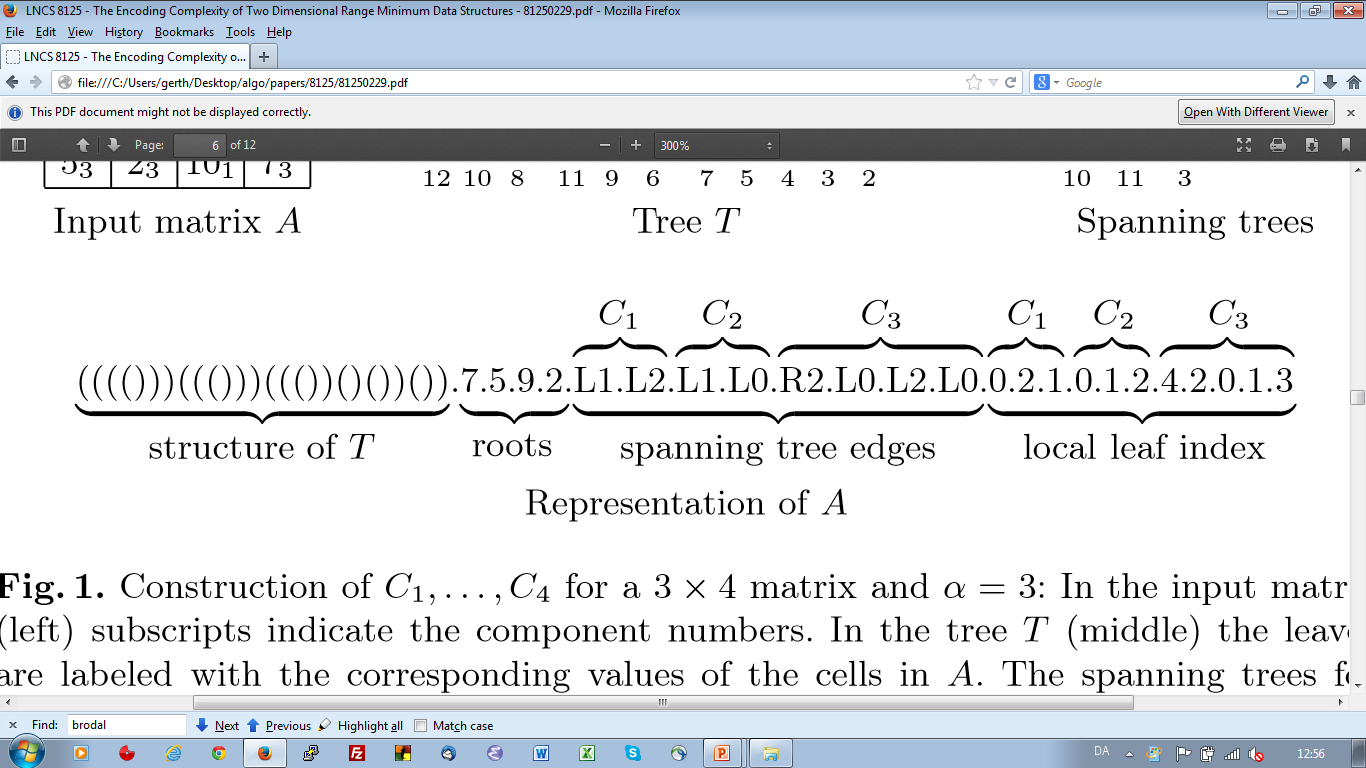 LNCS 8125 - The Encoding Complexity of Two Dimensional Range Minimum Data Structures - 81250229.pdf - Mozilla Firefox
File Edit View History Bookmarks Tools Help
LNCS 8125 - The Encoding Complexity o...
file:///C:/Users/gerth/Desktop/algo/papers/8125/81250229.pdf
Google
This PDF document might not be displayed correctly.
Open With Different Viewer
Page: 6 of 12
300%
5₃ 2₃ 10₁ 7₃
12 10 8 11 9 6 7 5 4 3 2
10 11 3
Input matrix A
Tree T
Spanning trees
C₁ C₂ C₃ C₁ C₂ C₃
(((()))((()))((())()())()).7.5.9.2.L1.L2.L1.L0.R2.L0.L2.L0.0.2.1.0.1.2.4.2.0.1.3
structure of T
roots
spanning tree edges
local leaf index
Representation of A
Fig. 1. Construction of C₁, . . . , C₄ for a 3 × 4 matrix and α = 3: In the input matr
(left) subscripts indicate the component numbers. In the tree T (middle) the leave
are labeled with the corresponding values of the cells in A. The spanning trees fo
Find: brodal Next Previous Highlight all Match case
DA
12:56